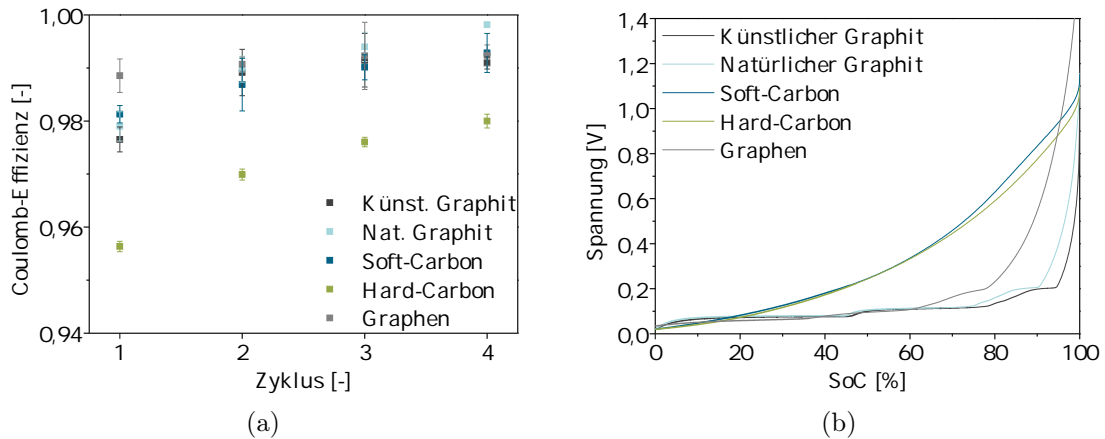 1,00
0,98
0,96
0,94
Coulomb-Effizienz [-]
Künst. Graphit
Nat. Graphit
Soft-Carbon
Hard-Carbon
Graphen
1 2 3 4
Zyklus [-]
(a)
1,4
1,2
1,0
0,8
0,6
0,4
0,2
0,0
Spannung [V]
Künstlicher Graphit
Natürlicher Graphit
Soft-Carbon
Hard-Carbon
Graphen
0 20 40 60 80 100
SoC [%]
(b)